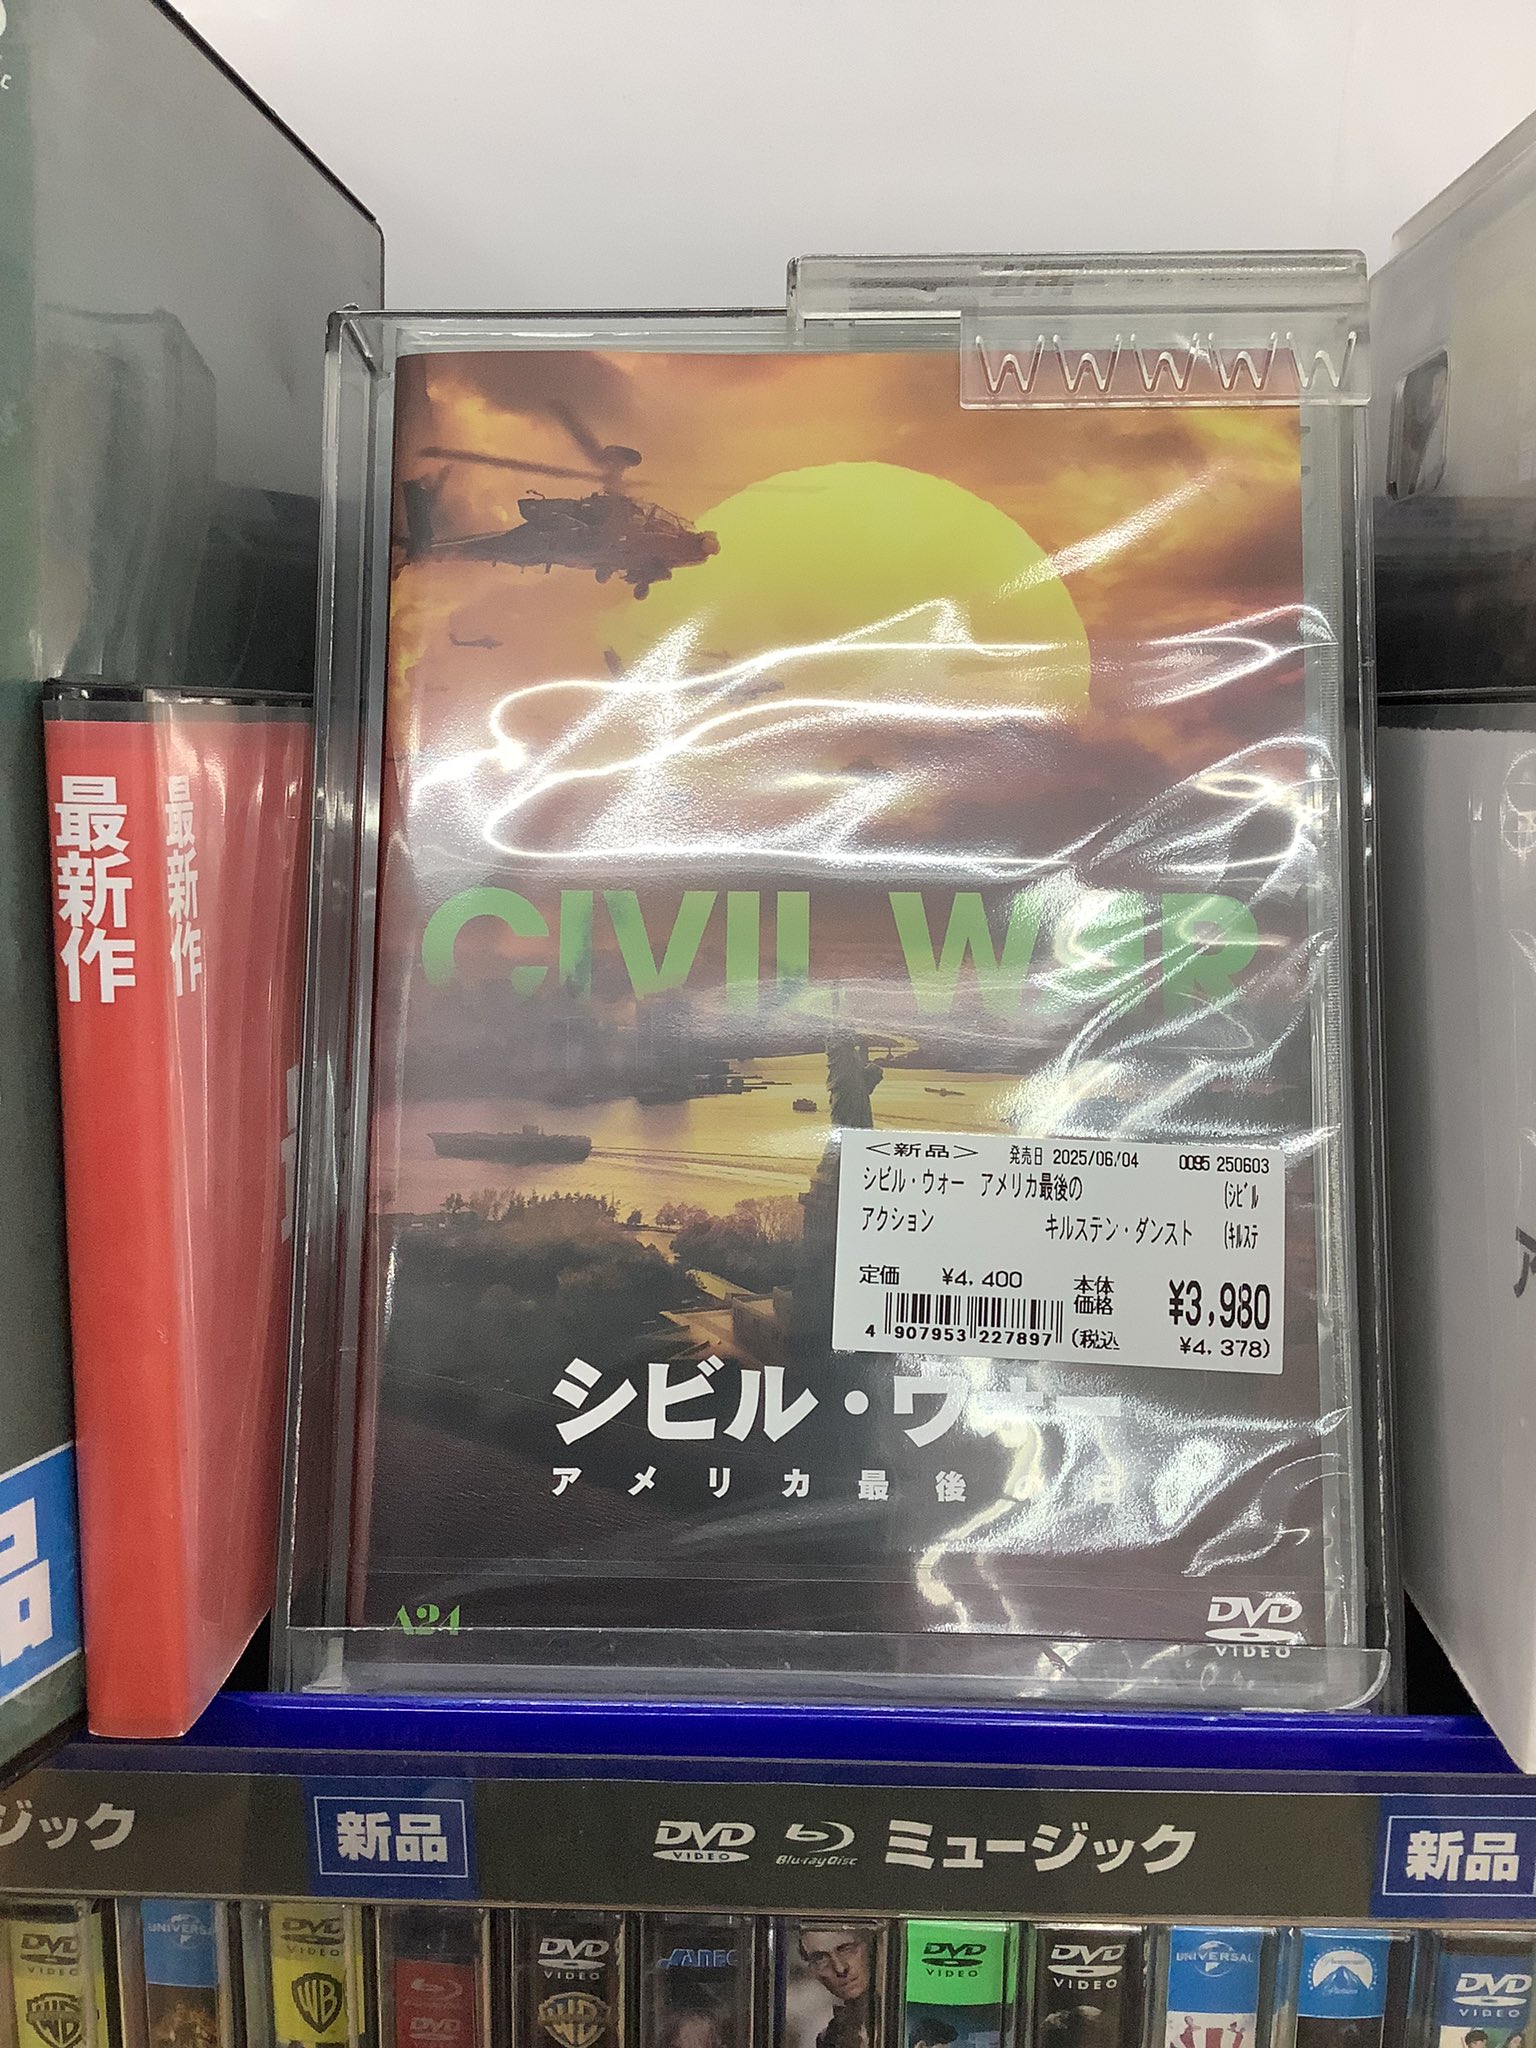 WWWWW
最新作
最新作
CIVIL WAR
<新品> 発売日 2025/06/04 0095 250603
シビル・ウォー アメリカ最後の (シビル
アクション キルステン・ダンスト (キルステ
定価 ¥4,400 本体価格 ¥3,980
4 907953 227897 (税込 ¥4,378)
シビル・ウォー
アメリカ最後の日
A24
DVD
VIDEO
品
ジック
新品
DVD VIDEO Blu-ray Disc ミュージック
新品
DVD VIDEO
WB
UNIVERSAL
DVD VIDEO
WB
DVD
DVD VIDEO
WB
DVD VIDEO
DVD VIDEO
UNIVERSAL
Paramount
DVD VIDEO